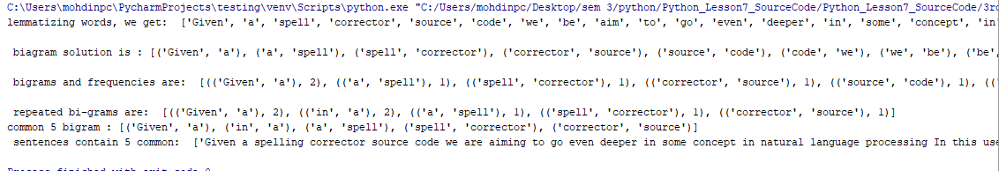 C:\Users\mohdinpc\PycharmProjects\testing\venv\Scripts\python.exe "C:/Users/mohdinpc/Desktop/sem 3/python/Python_Lesson7_SourceCode/Python_Lesson7_SourceCode/3rd
lemmatizing words, we get:  ['Given', 'a', 'spell', 'corrector', 'source', 'code', 'we', 'be', 'aim', 'to', 'go', 'even', 'deeper', 'in', 'some', 'concept', 'in'
biagram solution is : [('Given', 'a'), ('a', 'spell'), ('spell', 'corrector'), ('corrector', 'source'), ('source', 'code'), ('code', 'we'), ('we', 'be'), ('be',
bigrams and frequencies are:  [(('Given', 'a'), 2), (('a', 'spell'), 1), (('spell', 'corrector'), 1), (('corrector', 'source'), 1), (('source', 'code'), 1), (('
repeated bi-grams are:  [(('Given', 'a'), 2), (('in', 'a'), 2), (('a', 'spell'), 1), (('spell', 'corrector'), 1), (('corrector', 'source'), 1)]
common 5 bigram : [('Given', 'a'), ('in', 'a'), ('a', 'spell'), ('spell', 'corrector'), ('corrector', 'source')]
sentences contain 5 common:  ['Given a spelling corrector source code we are aiming to go even deeper in some concept in natural language processing In this use
Process finished with exit code 0